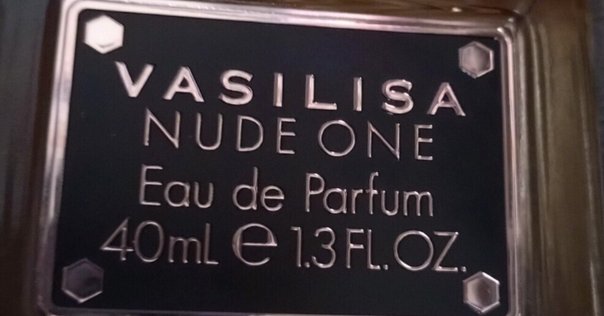 VASILISA
NUDE ONE
Eau de Parfum
40mL ℮ 1.3 FL. OZ.